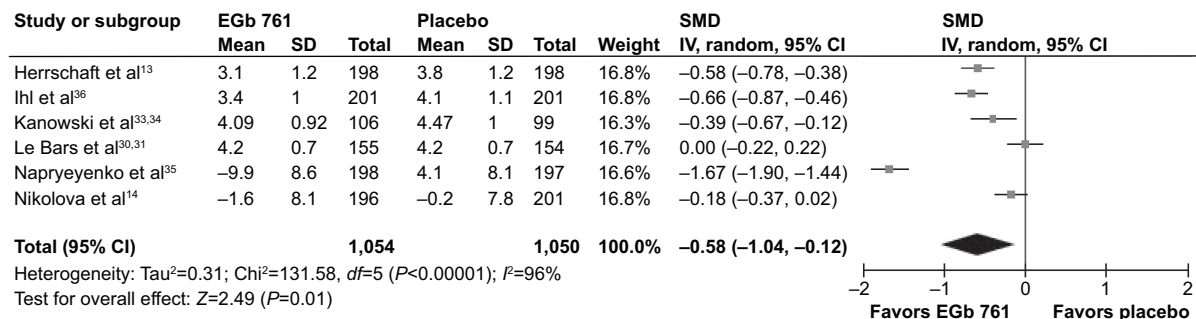 Study or subgroup EGb 761 Placebo SMD SMD
Mean SD Total Mean SD Total Weight IV, random, 95% CI IV, random, 95% CI
Herrschaft et al13 3.1 1.2 198 3.8 1.2 198 16.8% –0.58 (–0.78, –0.38)
Ihl et al36 3.4 1 201 4.1 1.1 201 16.8% –0.66 (–0.87, –0.46)
Kanowski et al33,34 4.09 0.92 106 4.47 1 99 16.3% –0.39 (–0.67, –0.12)
Le Bars et al30,31 4.2 0.7 155 4.2 0.7 154 16.7% 0.00 (–0.22, 0.22)
Napryeyenko et al35 –9.9 8.6 198 4.1 8.1 197 16.6% –1.67 (–1.90, –1.44)
Nikolova et al14 –1.6 8.1 196 –0.2 7.8 201 16.8% –0.18 (–0.37, 0.02)
Total (95% CI) 1,054 1,050 100.0% –0.58 (–1.04, –0.12)
Heterogeneity: Tau²=0.31; Chi²=131.58, df=5 (P<0.00001); I²=96%
Test for overall effect: Z=2.49 (P=0.01)
–2 –1 0 1 2
Favors EGb 761 Favors placebo